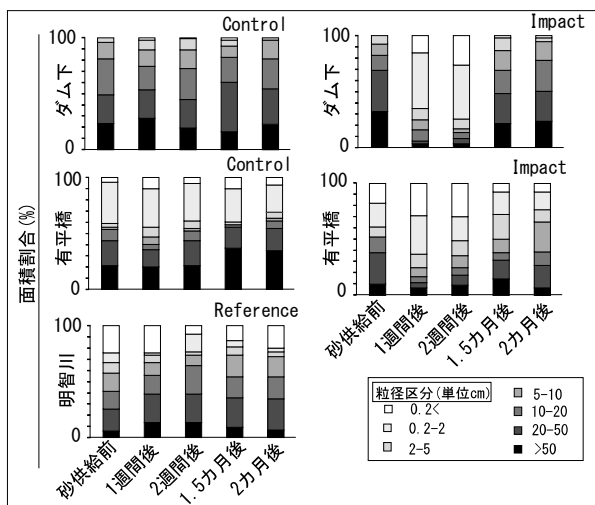 Control
Impact
ダム下
100
0
ダム下
100
0
Control
Impact
面積割合(%)
有平橋
100
0
有平橋
100
0
Reference
明智川
100
0
砂供給前
1週間後
2週間後
1.5カ月後
2カ月後
砂供給前
1週間後
2週間後
1.5カ月後
2カ月後
粒径区分(単位cm)
0.2<
0.2-2
2-5
5-10
10-20
20-50
>50